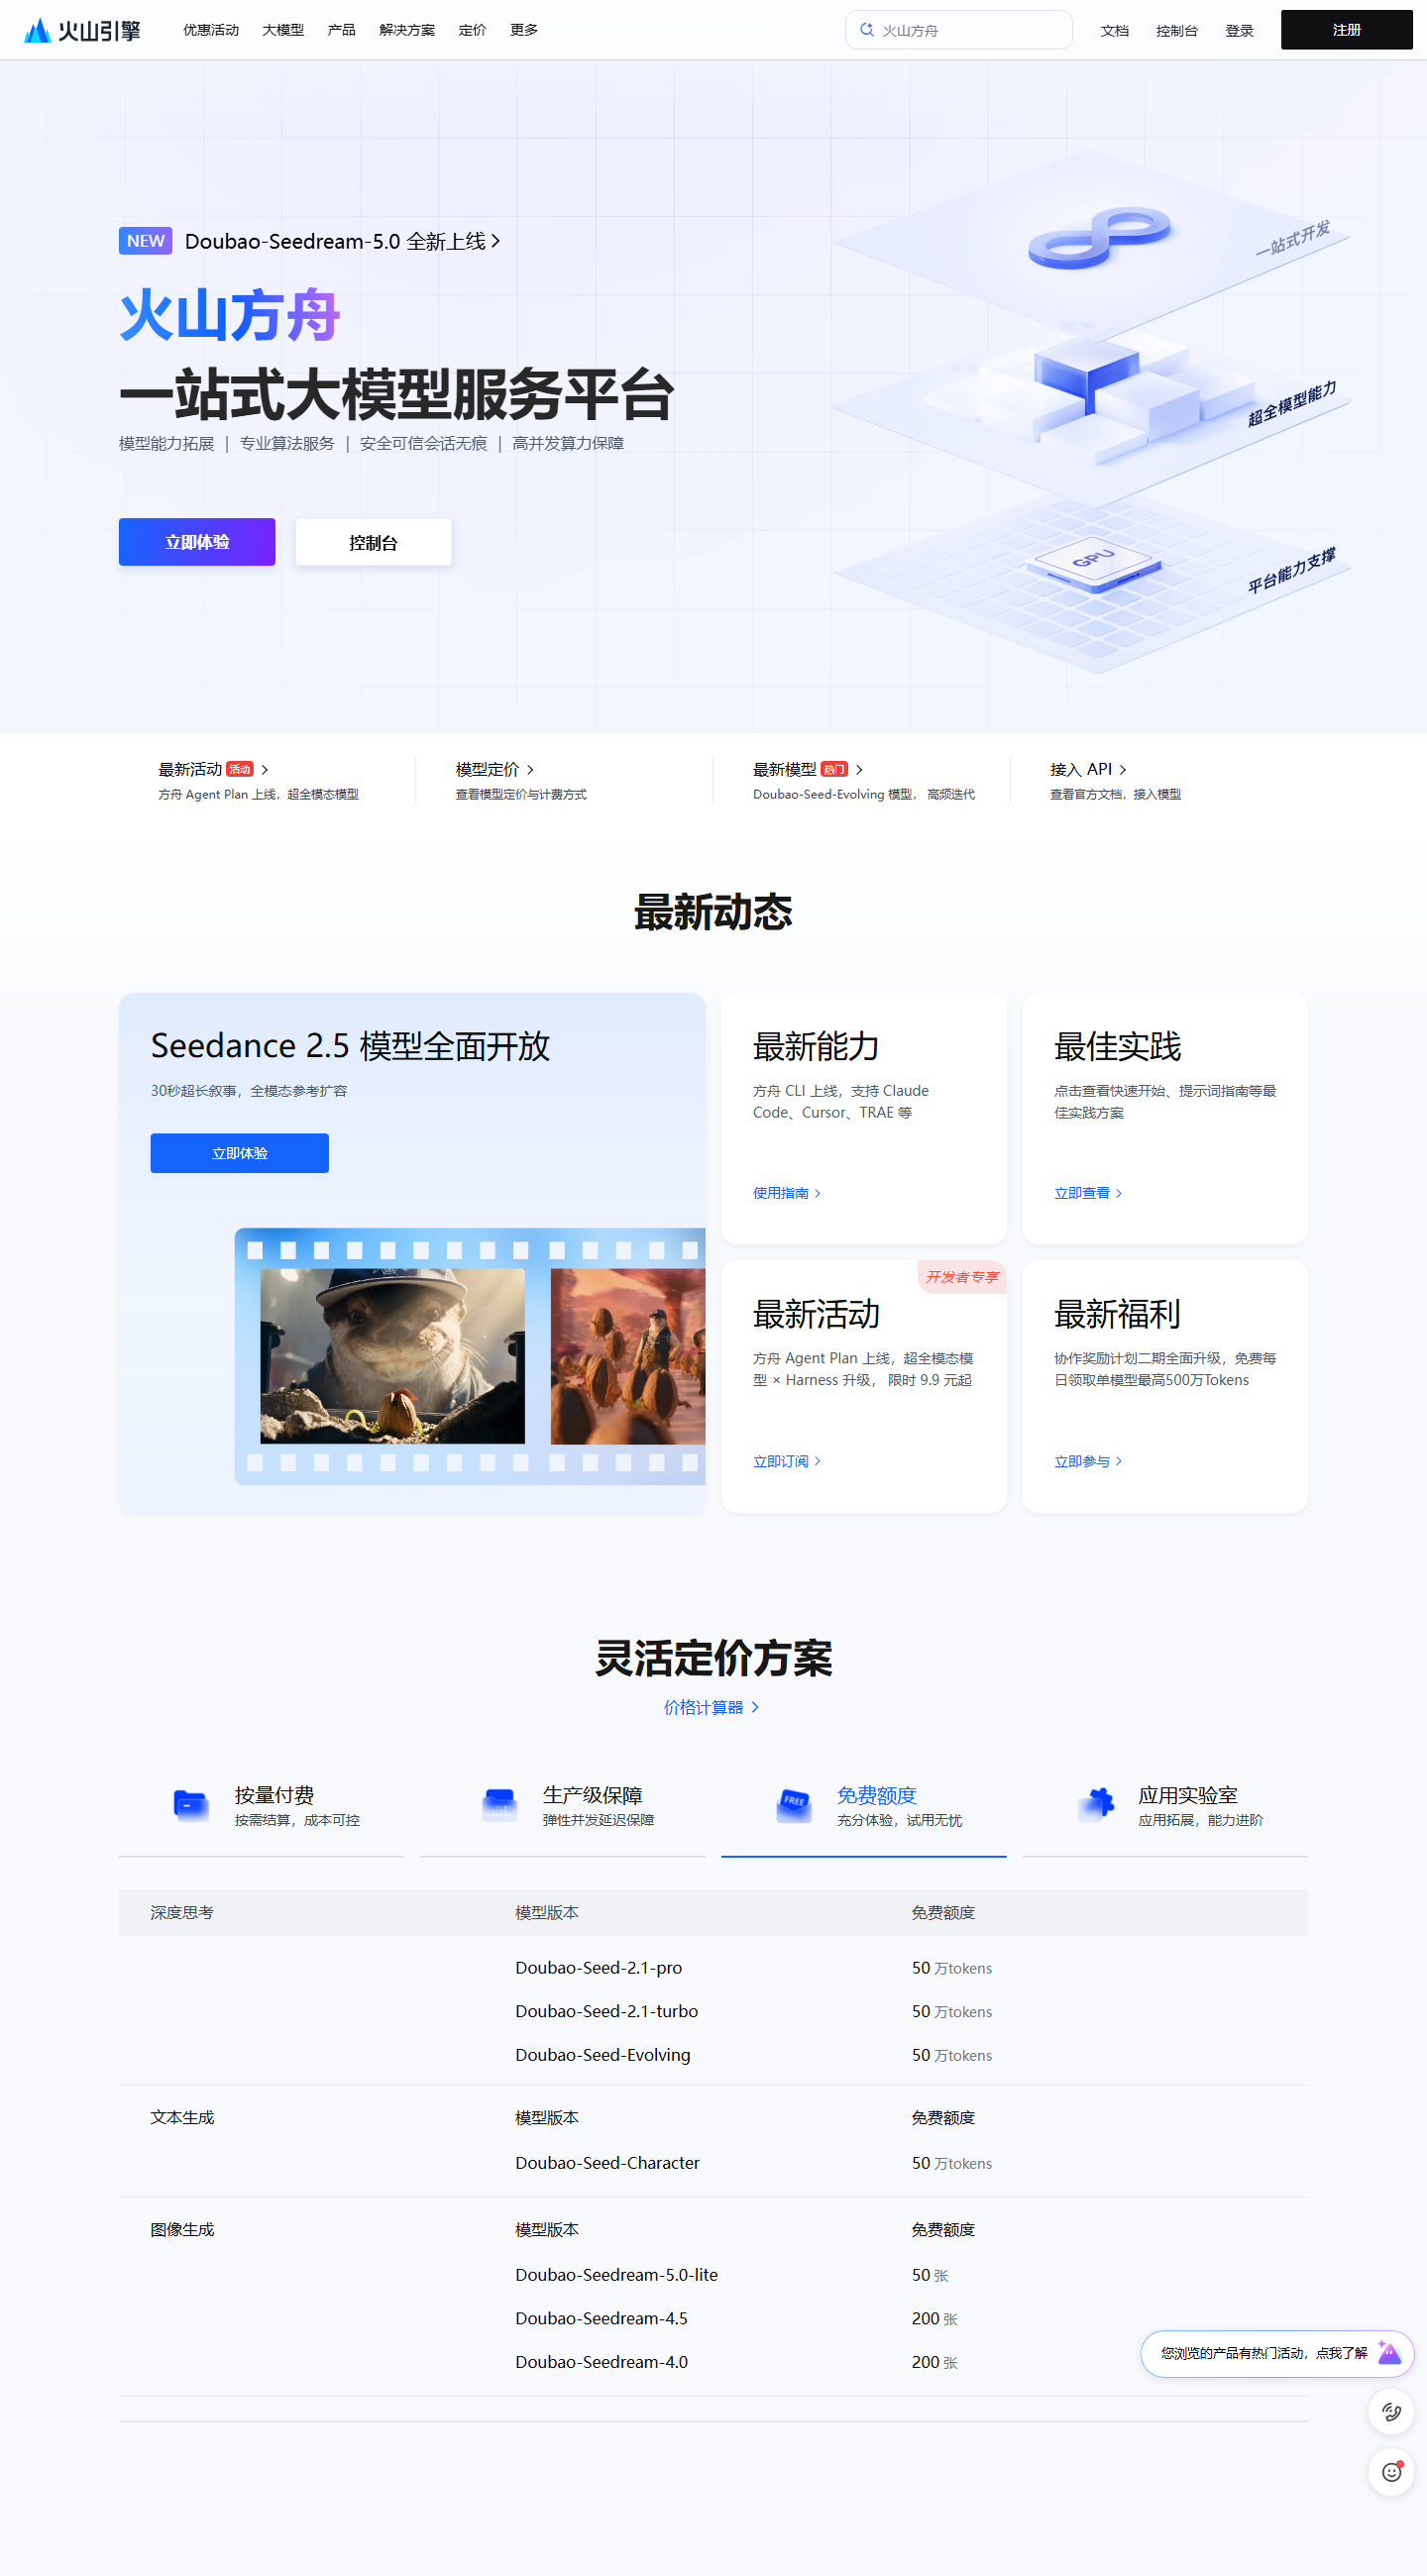 火山引擎
优惠活动 大模型 产品 解决方案 定价 更多
火山方舟
文档 控制台 登录 注册
NEW Doubao-Seedream-5.0 全新上线
火山方舟
一站式大模型服务平台
模型能力拓展 | 专业算法服务 | 安全可信会话无痕 | 高并发算力保障
立即体验 控制台
一站式开发
超全模型能力
GPU
平台能力支撑
最新活动 活动
方舟 Agent Plan 上线，超全模态模型
模型定价
查看模型定价与计费方式
最新模型 热门
Doubao-Seed-Evolving 模型， 高频迭代
接入 API
查看官方文档，接入模型
最新动态
Seedance 2.5 模型全面开放
30秒超长叙事，全模态参考扩容
立即体验
最新能力
方舟 CLI 上线，支持 Claude
Code、Cursor、TRAE 等
使用指南
最佳实践
点击查看快速开始、提示词指南等最
佳实践方案
立即查看
开发者专享
最新活动
方舟 Agent Plan 上线，超全模态模
型 × Harness 升级， 限时 9.9 元起
立即订阅
最新福利
协作奖励计划二期全面升级，免费每
日领取单模型最高500万Tokens
立即参与
灵活定价方案
价格计算器
按量付费
按需结算，成本可控
生产级保障
弹性并发延迟保障
FREE
免费额度
充分体验，试用无忧
应用实验室
应用拓展，能力进阶
深度思考 模型版本 免费额度
Doubao-Seed-2.1-pro 50 万tokens
Doubao-Seed-2.1-turbo 50 万tokens
Doubao-Seed-Evolving 50 万tokens
文本生成 模型版本 免费额度
Doubao-Seed-Character 50 万tokens
图像生成 模型版本 免费额度
Doubao-Seedream-5.0-lite 50 张
Doubao-Seedream-4.5 200 张
Doubao-Seedream-4.0 200 张
您浏览的产品有热门活动，点我了解